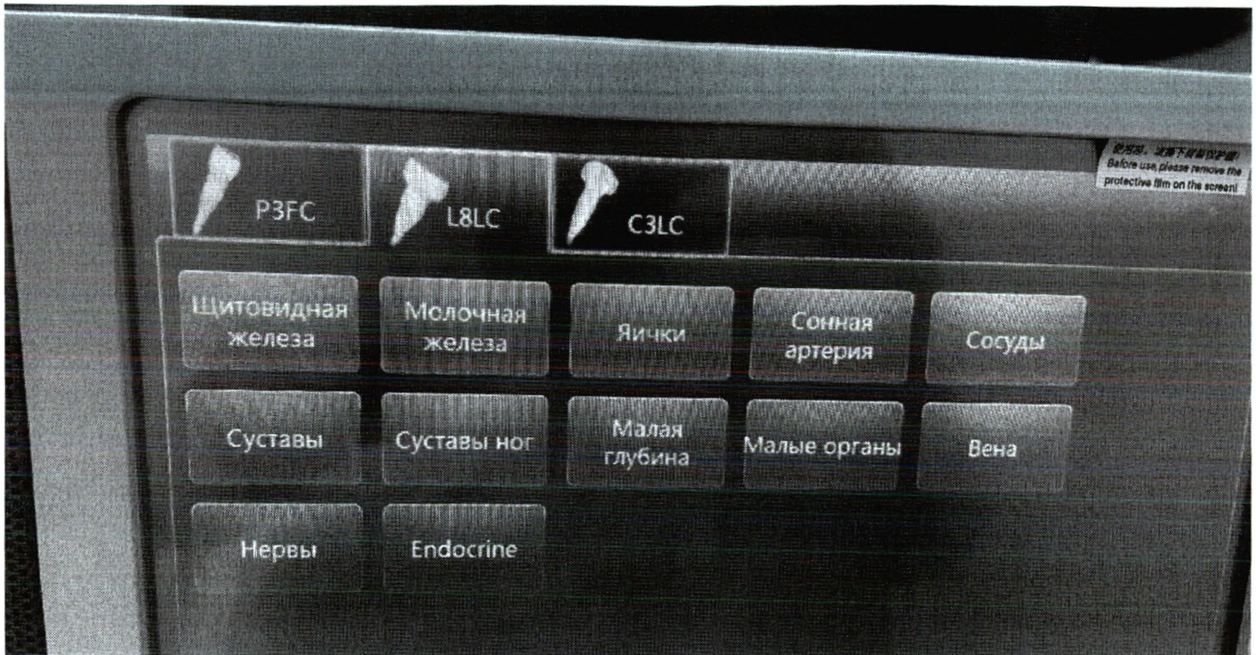 Before use, please remove the
protective film on the screen!
P3FC
L8LC
C3LC
Щитовидная
железа
Молочная
железа
Яички
Сонная
артерия
Сосуды
Суставы
Суставы ног
Малая
глубина
Малые органы
Вена
Нервы
Endocrine